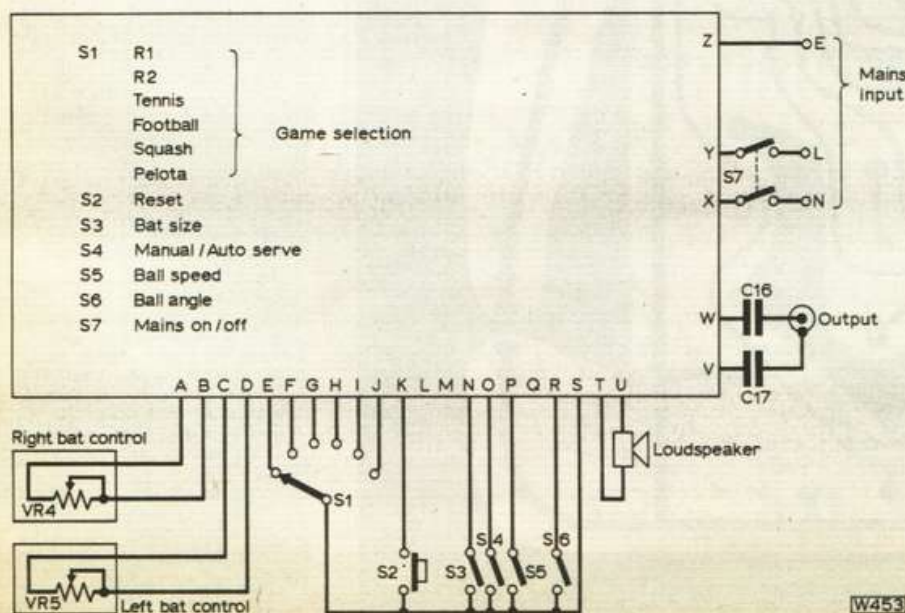 S1 R1
R2
Tennis
Football
Squash
Pelota
Game selection
S2 Reset
S3 Bat size
S4 Manual/Auto serve
S5 Ball speed
S6 Ball angle
S7 Mains on/off
Z E
Mains
input
Y L
S7
X N
C16
W Output
V
C17
A B C D E F G H I J K L M N O P Q R S T U
Right bat control
VR4
S1
Loudspeaker
S2 S3 S4 S5 S6
VR5
Left bat control
W453